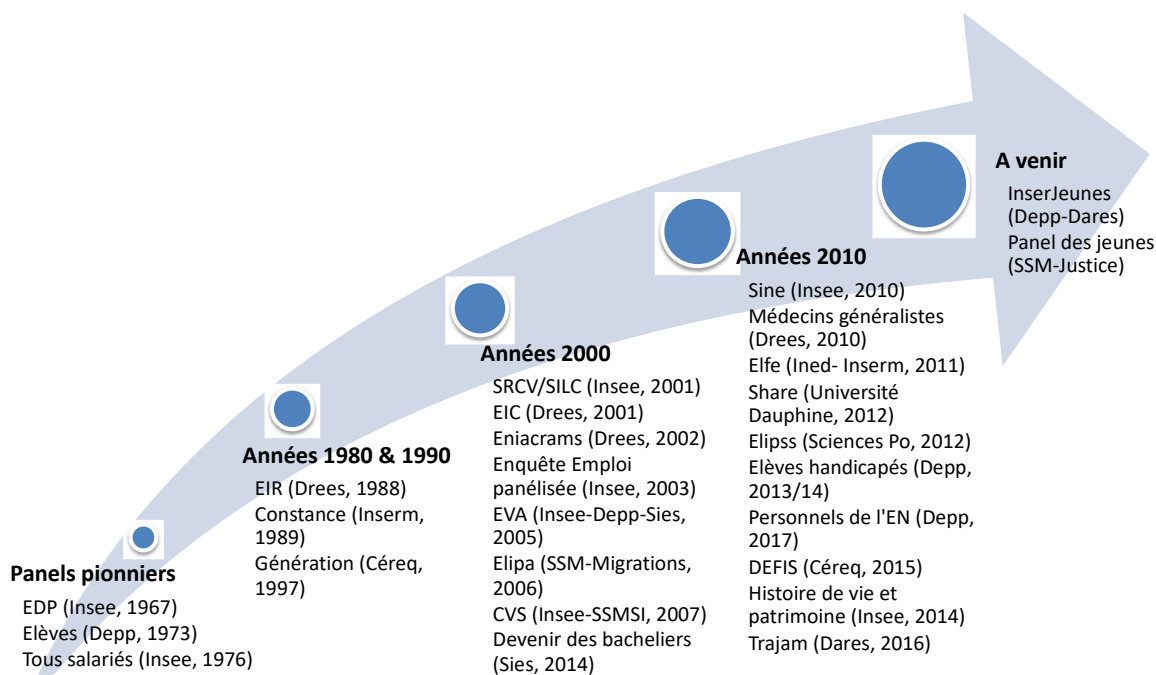 Panels pionniers
EDP (Insee, 1967)
Elèves (Depp, 1973)
Tous salariés (Insee, 1976)
Années 1980 & 1990
EIR (Drees, 1988)
Constance (Inserm,
1989)
Génération (Céreq,
1997)
Années 2000
SRCV/SILC (Insee, 2001)
EIC (Drees, 2001)
Eniacrams (Drees, 2002)
Enquête Emploi
panélisée (Insee, 2003)
EVA (Insee-Depp-Sies,
2005)
Elipa (SSM-Migrations,
2006)
CVS (Insee-SSMSI, 2007)
Devenir des bacheliers
(Sies, 2014)
Années 2010
Sine (Insee, 2010)
Médecins généralistes
(Drees, 2010)
Elfe (Ined- Inserm, 2011)
Share (Université
Dauphine, 2012)
Elipss (Sciences Po, 2012)
Elèves handicapés (Depp,
2013/14)
Personnels de l'EN (Depp,
2017)
DEFIS (Céreq, 2015)
Histoire de vie et
patrimoine (Insee, 2014)
Trajam (Dares, 2016)
A venir
InserJeunes
(Depp-Dares)
Panel des jeunes
(SSM-Justice)